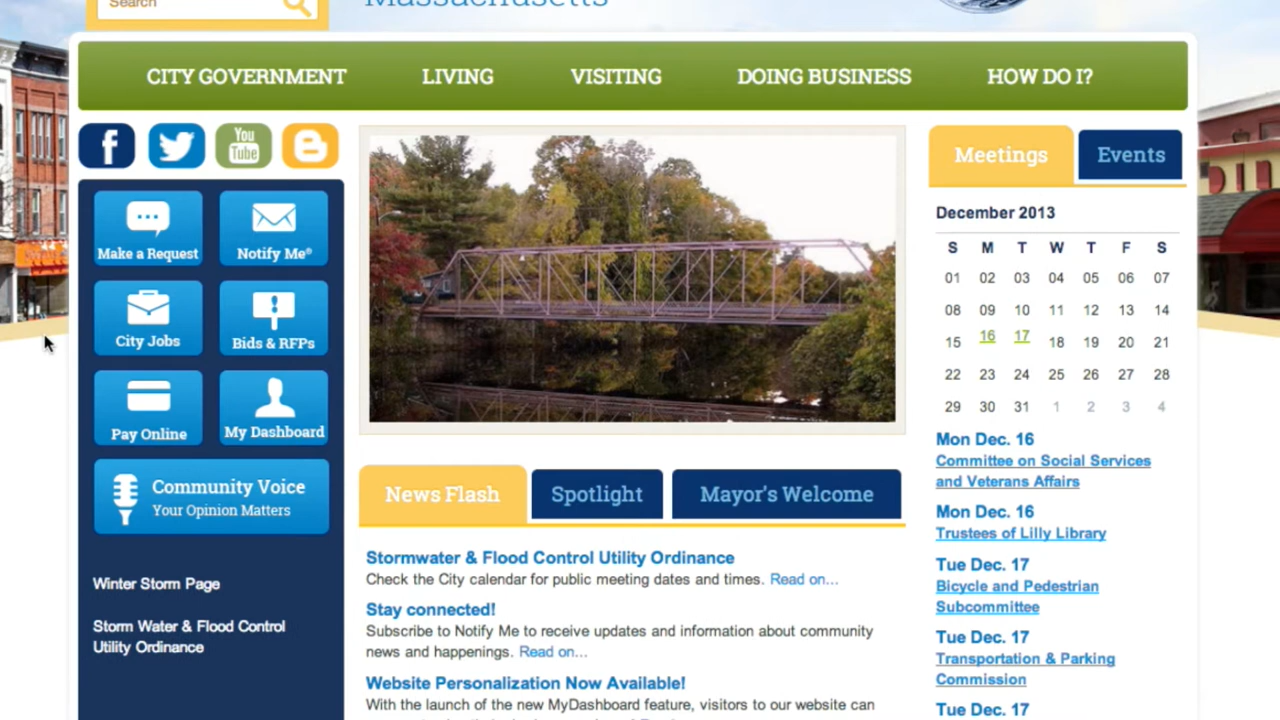 Search
Massachusetts
CITY GOVERNMENT LIVING VISITING DOING BUSINESS HOW DO I?
f You Tube B
Make a Request Notify Me®
City Jobs Bids & RFPs
Pay Online My Dashboard
Community Voice
Your Opinion Matters
Winter Storm Page
Storm Water & Flood Control
Utility Ordinance
News Flash Spotlight Mayor's Welcome
Stormwater & Flood Control Utility Ordinance
Check the City calendar for public meeting dates and times. Read on...
Stay connected!
Subscribe to Notify Me to receive updates and information about community
news and happenings. Read on...
Website Personalization Now Available!
With the launch of the new MyDashboard feature, visitors to our website can
Meetings Events
December 2013
S M T W T F S
01 02 03 04 05 06 07
08 09 10 11 12 13 14
15 16 17 18 19 20 21
22 23 24 25 26 27 28
29 30 31 1 2 3 4
Mon Dec. 16
Committee on Social Services
and Veterans Affairs
Mon Dec. 16
Trustees of Lilly Library
Tue Dec. 17
Bicycle and Pedestrian
Subcommittee
Tue Dec. 17
Transportation & Parking
Commission
Tue Dec. 17